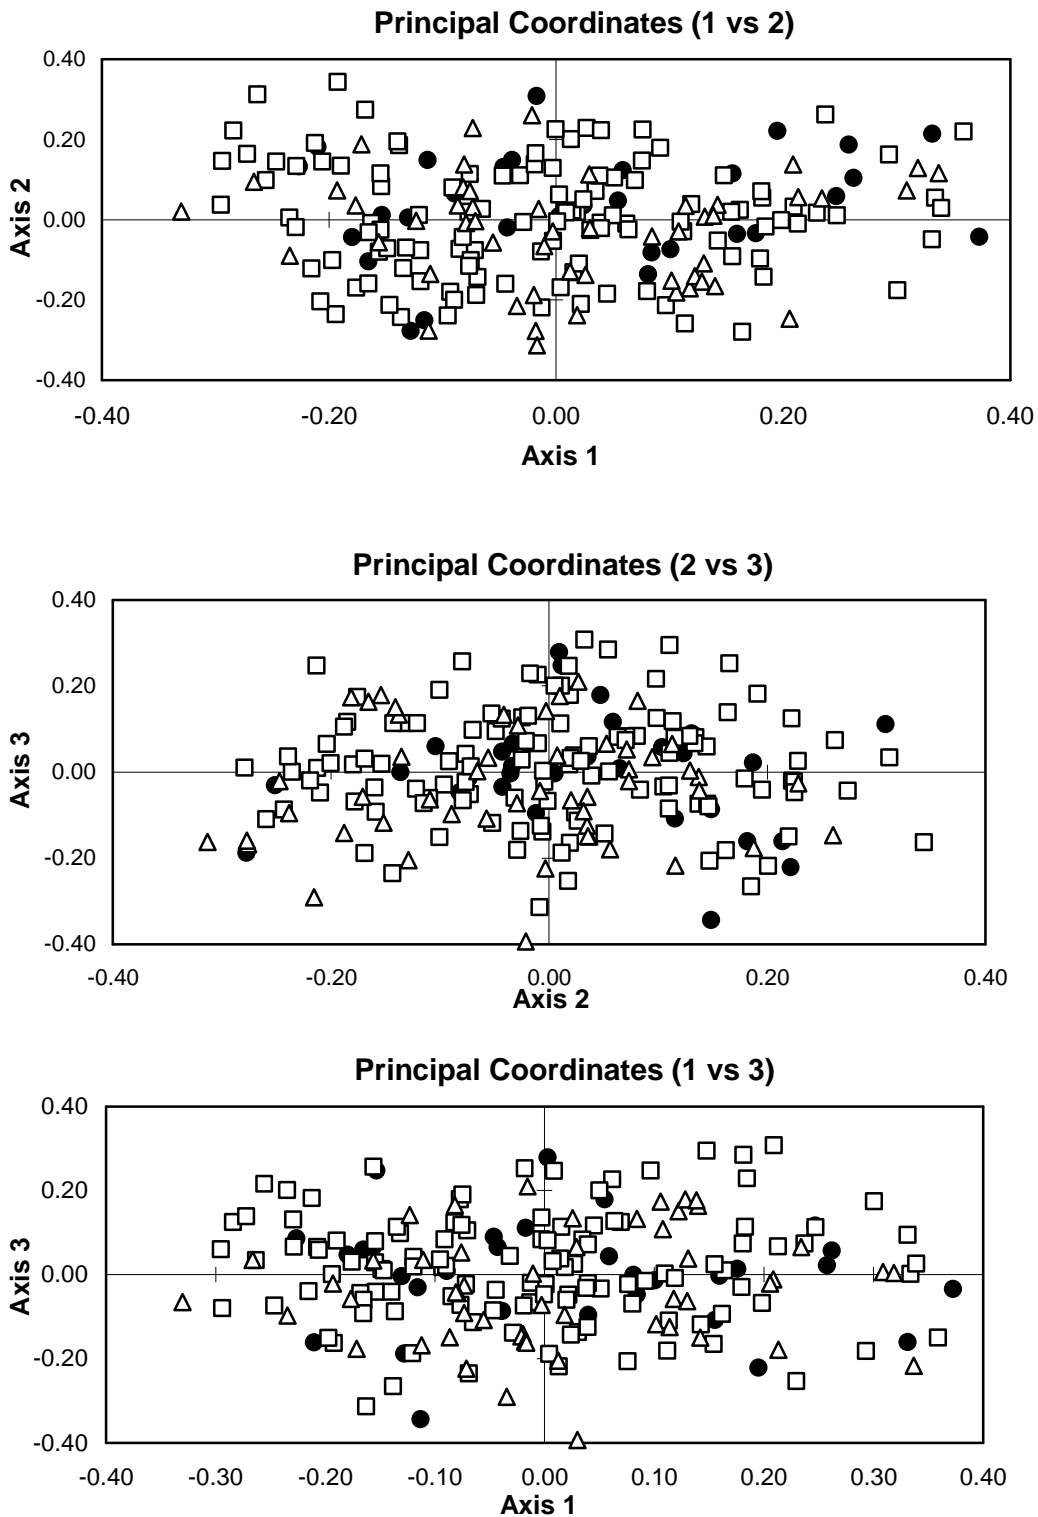 Principal Coordinates (1 vs 2)
0.40
0.20
0.00
-0.20
-0.40
Axis 2
-0.40 -0.20 0.00 0.20 0.40
Axis 1
Principal Coordinates (2 vs 3)
0.40
0.20
0.00
-0.20
-0.40
Axis 3
-0.40 -0.20 0.00 0.20 0.40
Axis 2
Principal Coordinates (1 vs 3)
0.40
0.20
0.00
-0.20
-0.40
Axis 3
-0.40 -0.30 -0.20 -0.10 0.00 0.10 0.20 0.30 0.40
Axis 1